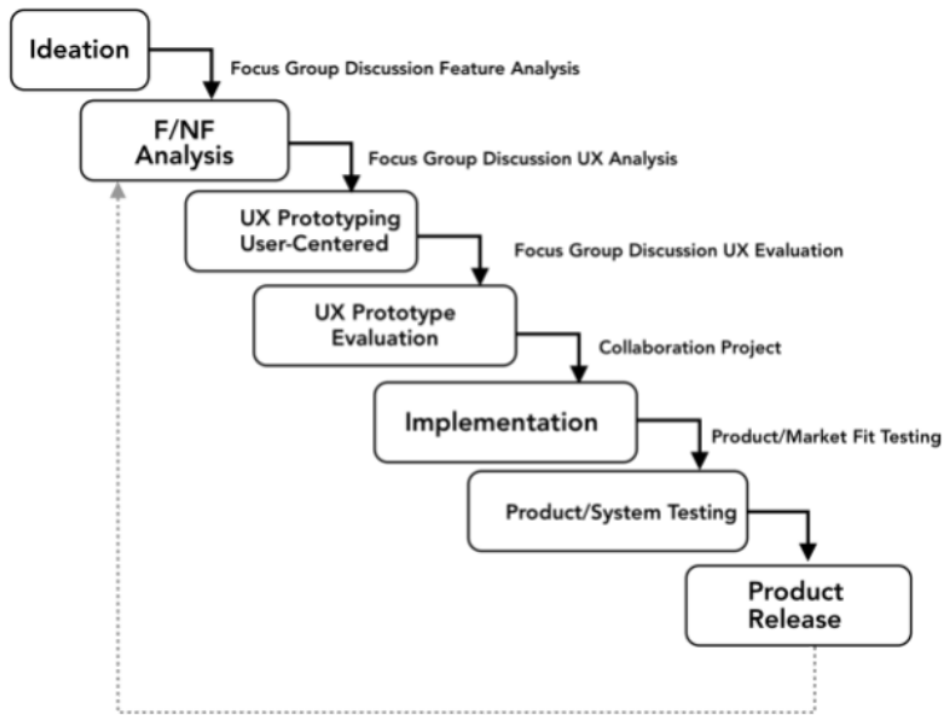 Ideation
Focus Group Discussion Feature Analysis
F/NF
Analysis
Focus Group Discussion UX Analysis
UX Prototyping
User-Centered
Focus Group Discussion UX Evaluation
UX Prototype
Evaluation
Collaboration Project
Implementation
Product/Market Fit Testing
Product/System Testing
Product
Release